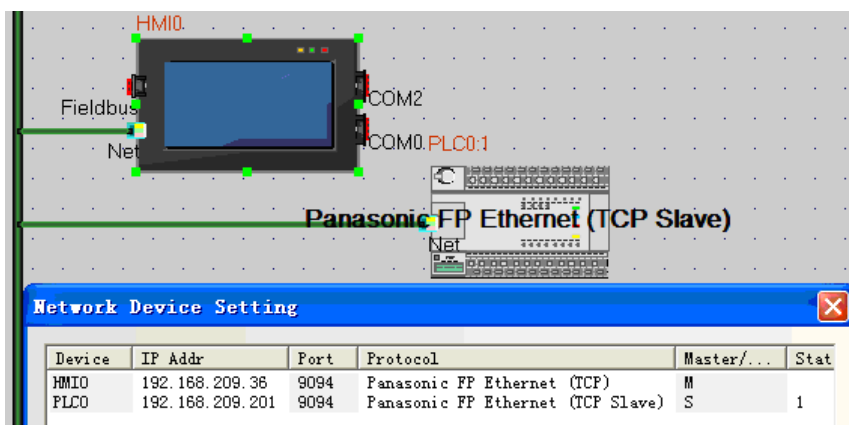 HMI0
Fieldbus
COM2
Net
COM0
PLC0:1
Panasonic FP Ethernet (TCP Slave)
Net
Network Device Setting
Device IP Addr Port Protocol Master/... Stat
HMI0 192.168.209.36 9094 Panasonic FP Ethernet (TCP) M
PLC0 192.168.209.201 9094 Panasonic FP Ethernet (TCP Slave) S 1